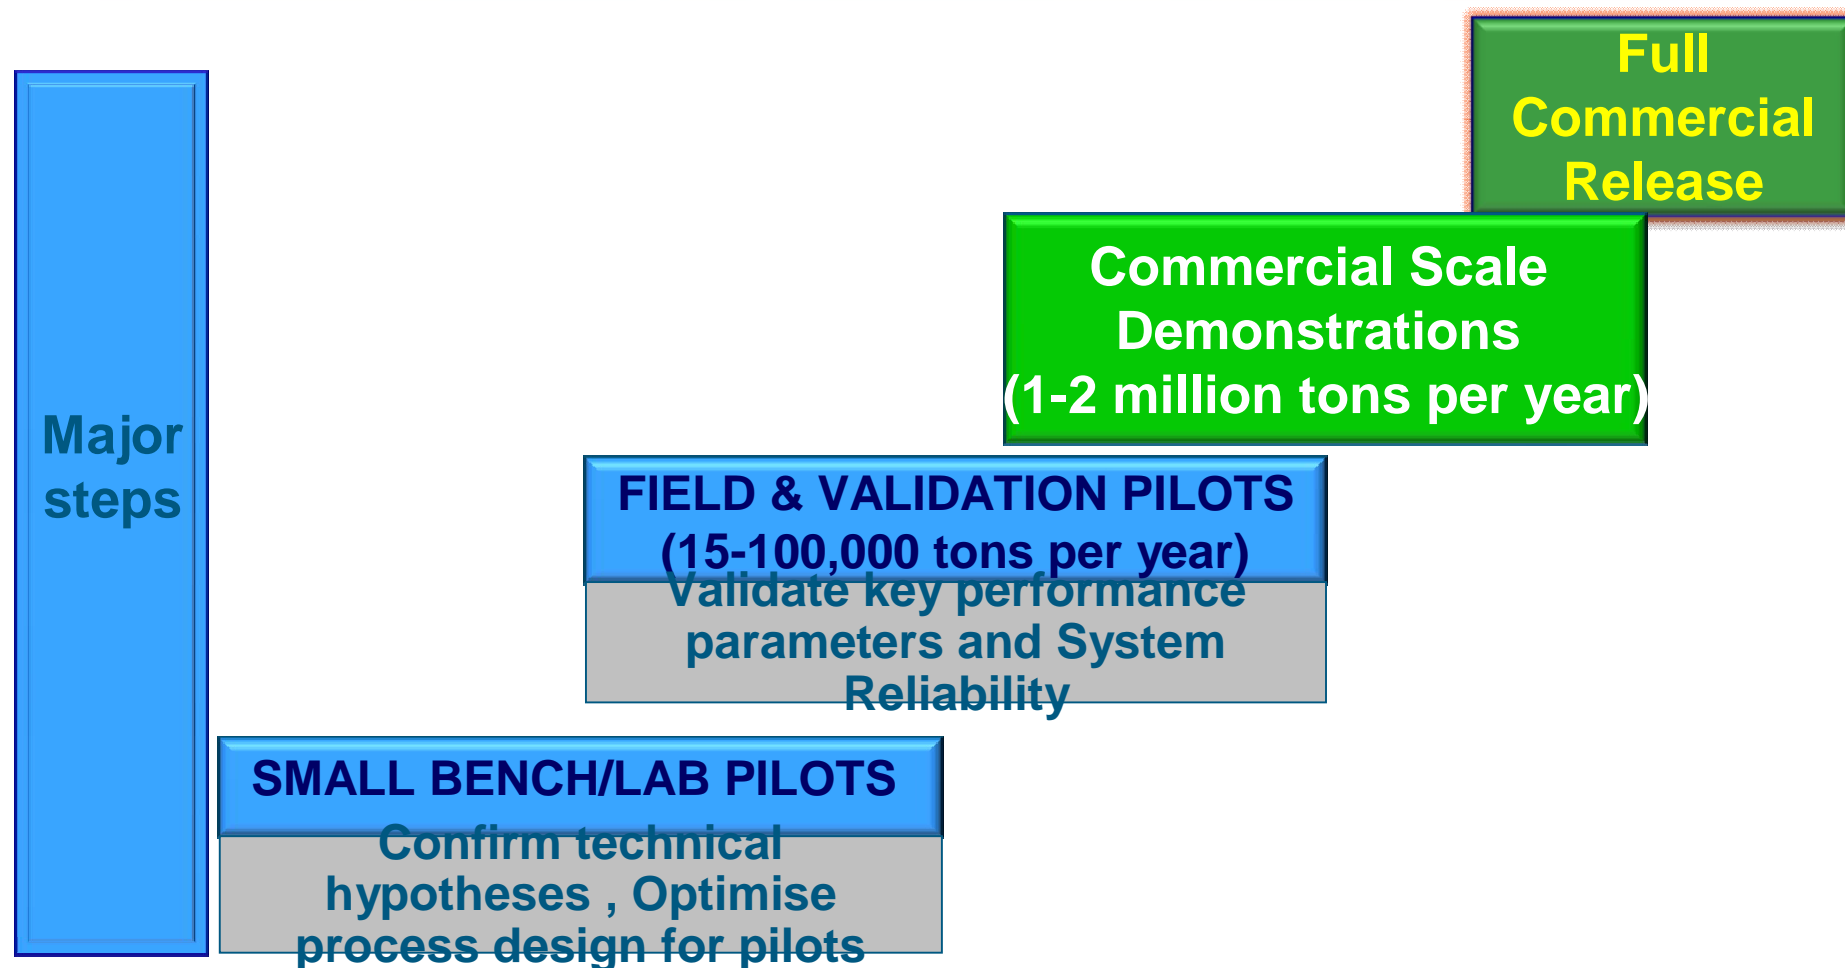 Full
Commercial
Release
Commercial Scale
Demonstrations
(1-2 million tons per year)
Major
steps
FIELD & VALIDATION PILOTS
(15-100,000 tons per year)
Validate key performance
parameters and System
Reliability
SMALL BENCH/LAB PILOTS
Confirm technical
hypotheses , Optimise
process design for pilots